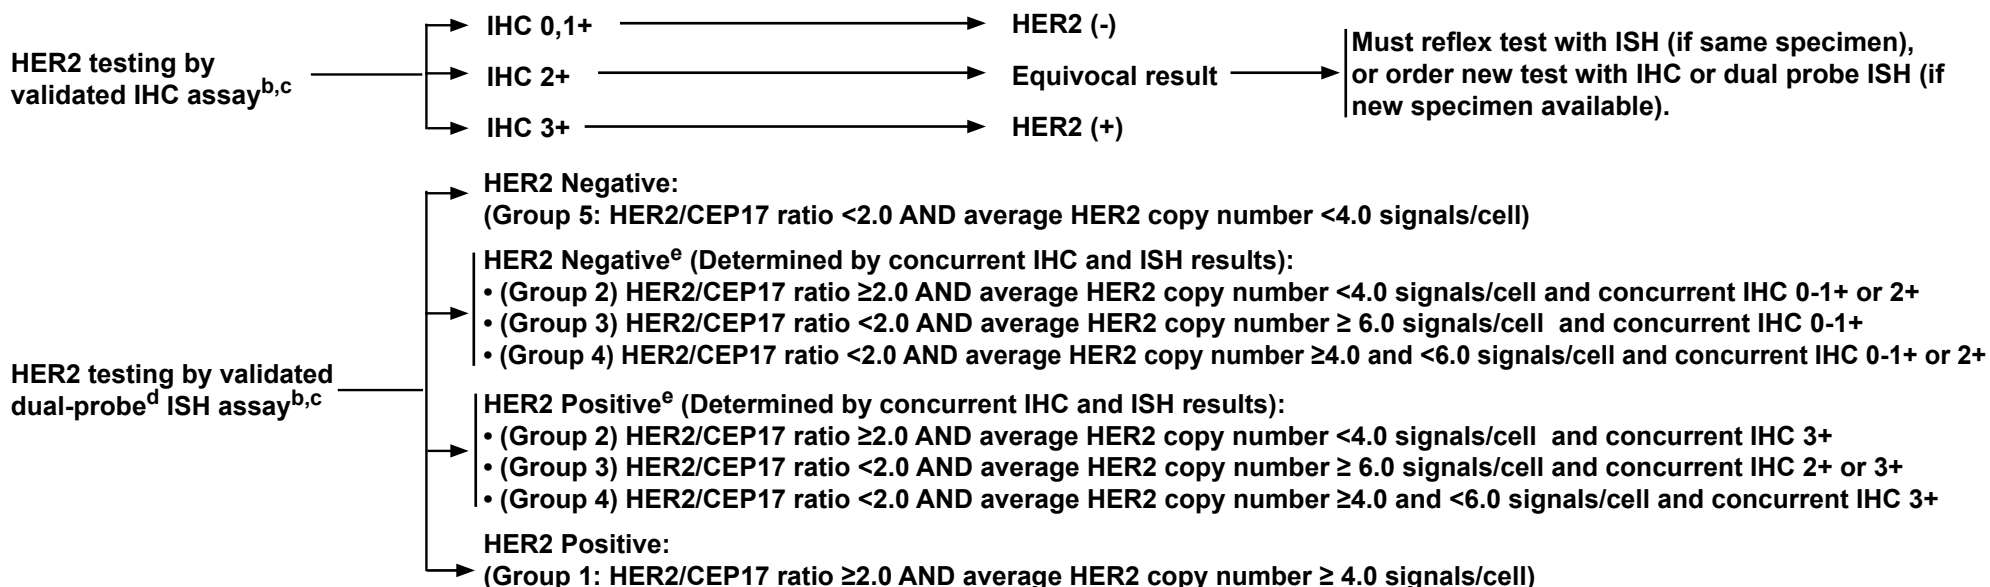 IHC 0,1+
HER2 (-)
HER2 testing by
validated IHC assayb,c
IHC 2+
Equivocal result
Must reflex test with ISH (if same specimen),
or order new test with IHC or dual probe ISH (if
new specimen available).
IHC 3+
HER2 (+)
HER2 testing by validated
dual-probed ISH assayb,c
HER2 Negative:
(Group 5: HER2/CEP17 ratio <2.0 AND average HER2 copy number <4.0 signals/cell)
HER2 Negativee (Determined by concurrent IHC and ISH results):
• (Group 2) HER2/CEP17 ratio ≥2.0 AND average HER2 copy number <4.0 signals/cell and concurrent IHC 0-1+ or 2+
• (Group 3) HER2/CEP17 ratio <2.0 AND average HER2 copy number ≥ 6.0 signals/cell and concurrent IHC 0-1+
• (Group 4) HER2/CEP17 ratio <2.0 AND average HER2 copy number ≥4.0 and <6.0 signals/cell and concurrent IHC 0-1+ or 2+
HER2 Positivee (Determined by concurrent IHC and ISH results):
• (Group 2) HER2/CEP17 ratio ≥2.0 AND average HER2 copy number <4.0 signals/cell and concurrent IHC 3+
• (Group 3) HER2/CEP17 ratio <2.0 AND average HER2 copy number ≥ 6.0 signals/cell and concurrent IHC 2+ or 3+
• (Group 4) HER2/CEP17 ratio <2.0 AND average HER2 copy number ≥4.0 and <6.0 signals/cell and concurrent IHC 3+
HER2 Positive:
(Group 1: HER2/CEP17 ratio ≥2.0 AND average HER2 copy number ≥ 4.0 signals/cell)